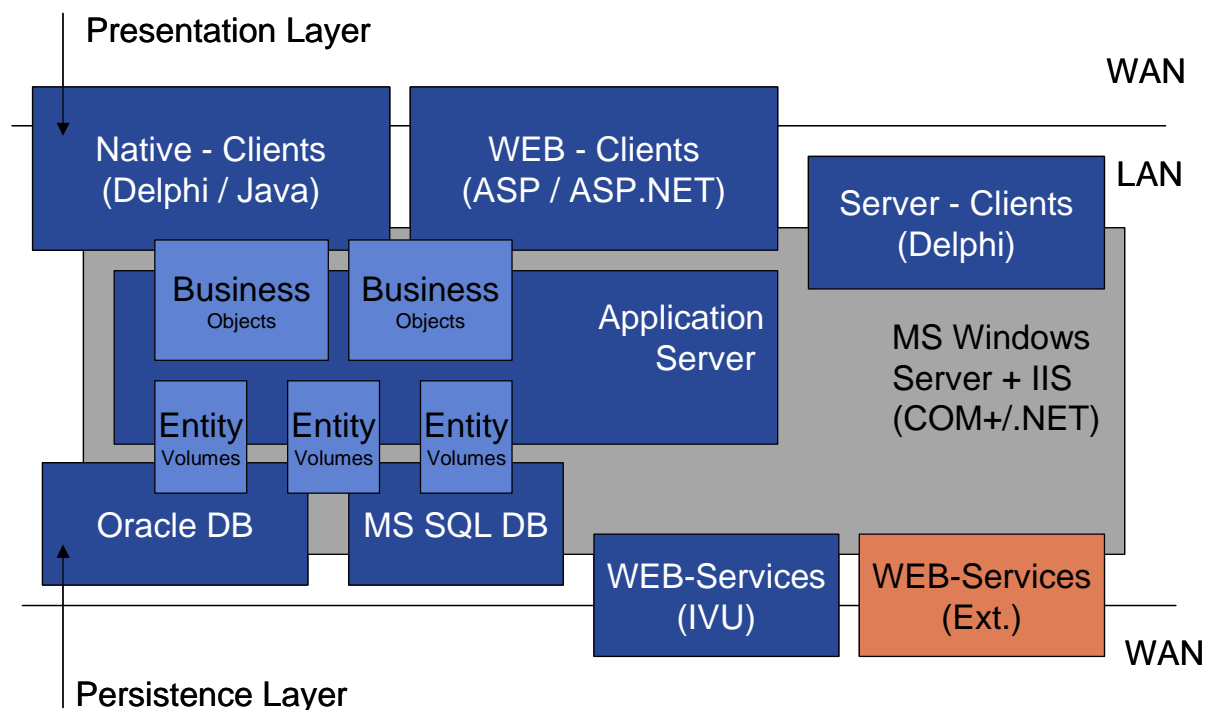 Presentation Layer
WAN
Native - Clients
(Delphi / Java)
WEB - Clients
(ASP / ASP.NET)
LAN
Server - Clients
(Delphi)
Business
Objects
Business
Objects
Application
Server
MS Windows
Server + IIS
(COM+/.NET)
Entity
Volumes
Entity
Volumes
Entity
Volumes
Oracle DB
MS SQL DB
WEB-Services
(IVU)
WEB-Services
(Ext.)
WAN
Persistence Layer